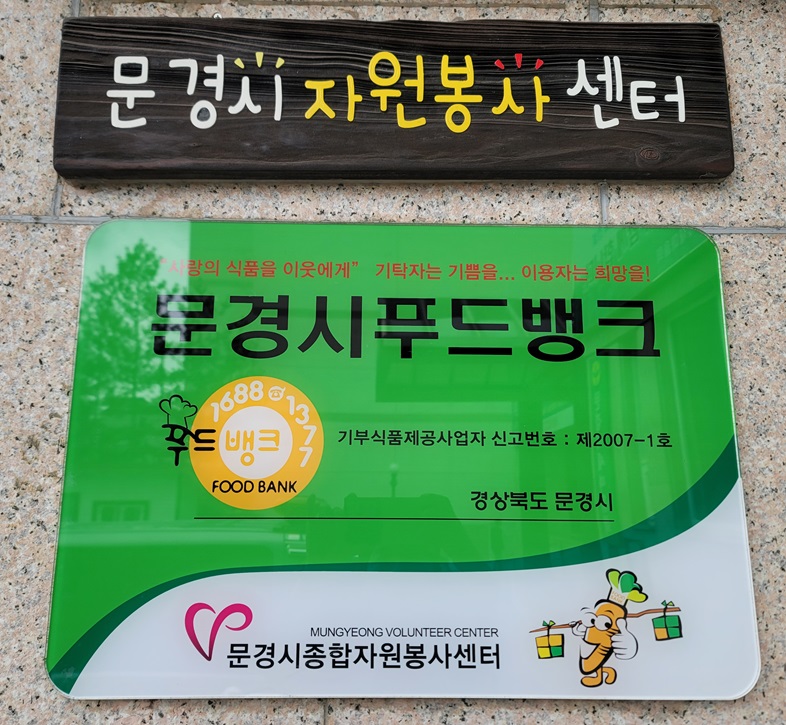 문경시 자원봉사 센터
"사랑의 식품을 이웃에게" 기탁자는 기쁨을... 이용자는 희망을!
문경시푸드뱅크
1688☎1377
푸드뱅크
FOOD BANK
기부식품제공사업자 신고번호 : 제2007-1호
경상북도 문경시
MUNGYEONG VOLUNTEER CENTER
문경시종합자원봉사센터